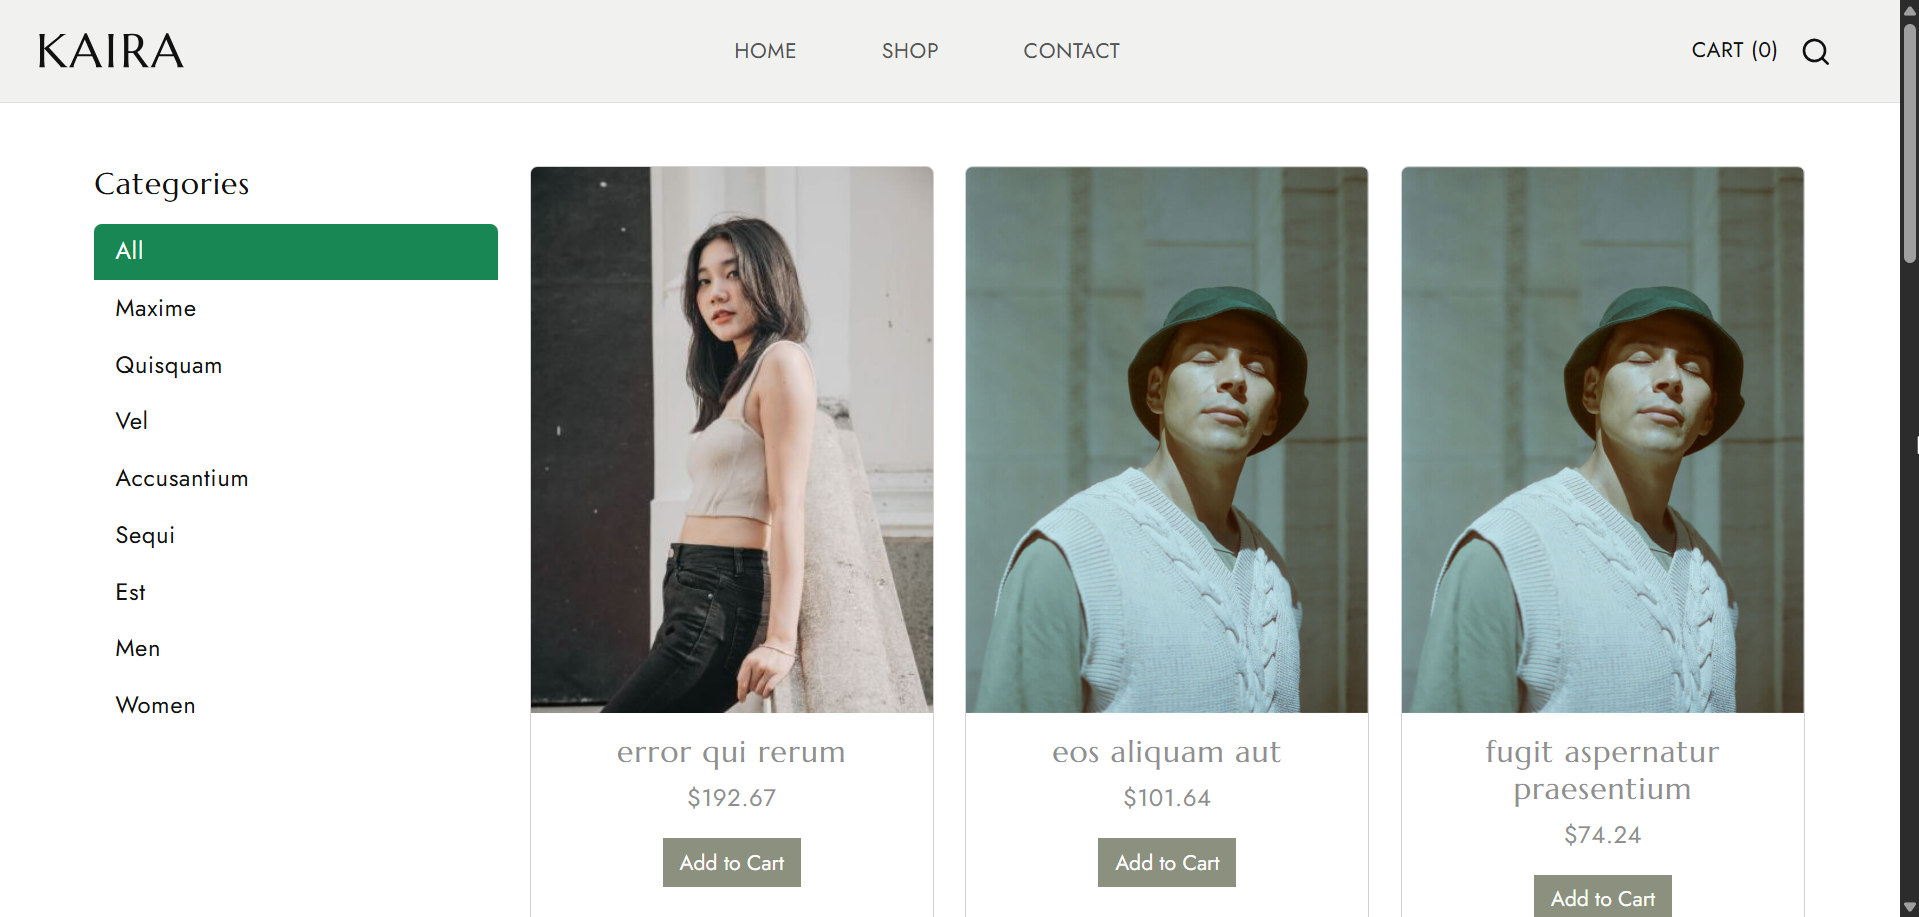 KAIRA
HOME
SHOP
CONTACT
CART (0)
Categories
All
Maxime
Quisquam
Vel
Accusantium
Sequi
Est
Men
Women
error qui rerum
$192.67
Add to Cart
eos aliquam aut
$101.64
Add to Cart
fugit aspernatur
praesentium
$74.24
Add to Cart